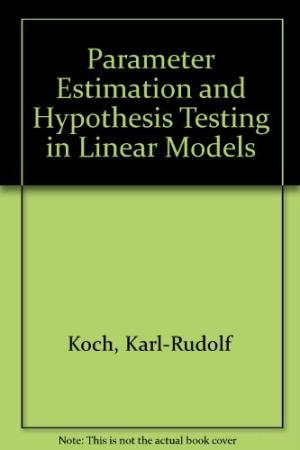 Parameter
Estimation and
Hypothesis Testing
in Linear Models
Koch, Karl-Rudolf
Note: This is not the actual book cover